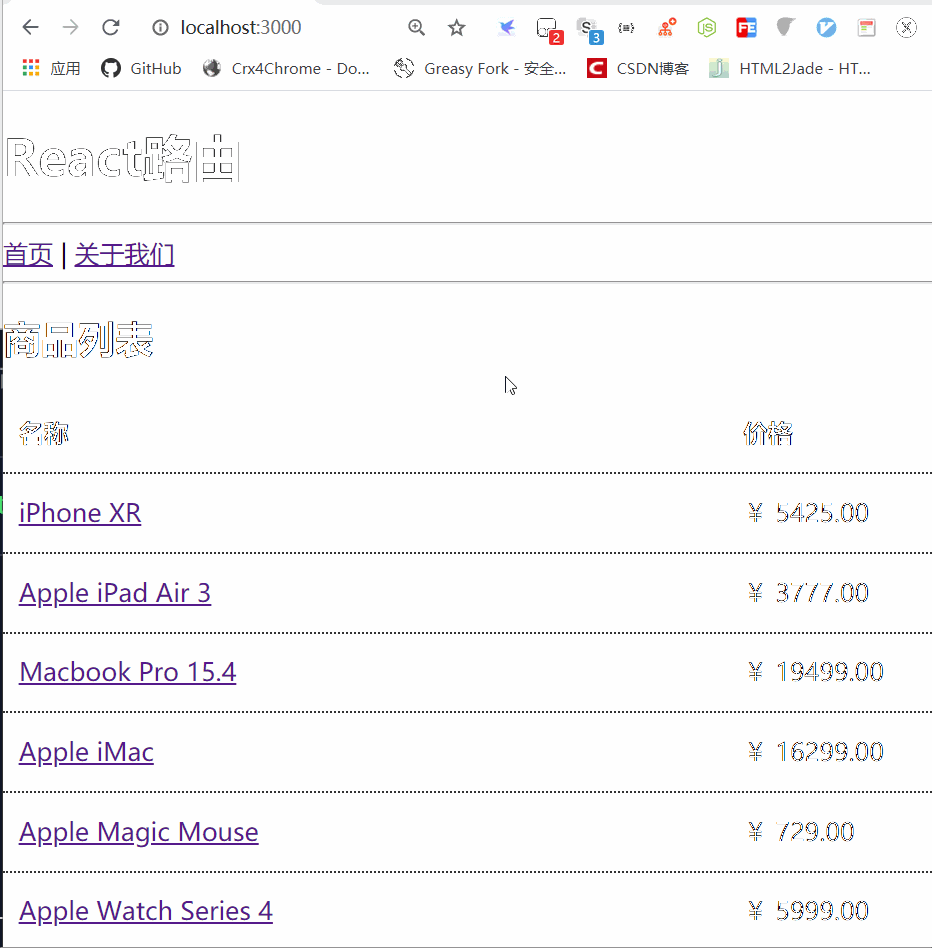 localhost:3000
2 S 3 {≡} JS FE
应用 GitHub Crx4Chrome - Do... Greasy Fork - 安全... C CSDN博客 j HTML2Jade - HT...
React路由
首页 | 关于我们
商品列表
名称 价格
iPhone XR ￥ 5425.00
Apple iPad Air 3 ￥ 3777.00
Macbook Pro 15.4 ￥ 19499.00
Apple iMac ￥ 16299.00
Apple Magic Mouse ￥ 729.00
Apple Watch Series 4 ￥ 5999.00